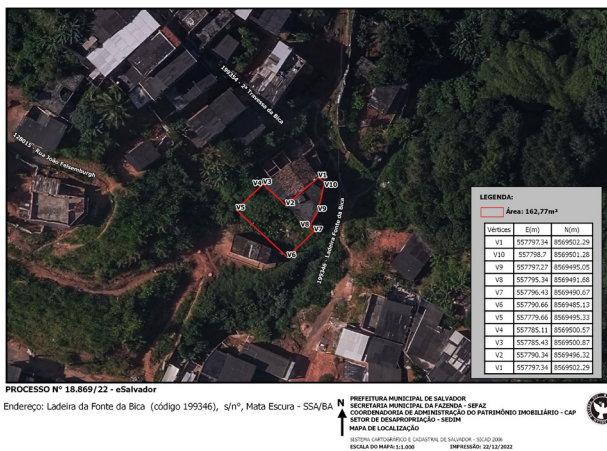 199354 - 2ª Travessa da Bica
128015 - Rua João Felsemburgh
199346 - Ladeira Fonte da Bica
V1
V10
V4 V3
V2
V5
V9
V8
V7
V6
LEGENDA:
Área: 162,77m²
Vértices E(m) N(m)
V1 557797.34 8569502.29
V10 557798.7 8569501.28
V9 557797.27 8569495.05
V8 557795.34 8569491.68
V7 557796.43 8569490.67
V6 557790.66 8569485.13
V5 557779.66 8569495.33
V4 557785.11 8569500.57
V3 557785.43 8569500.87
V2 557790.34 8569496.32
V1 557797.34 8569502.29
PROCESSO Nº 18.869/22 - eSalvador
Endereço: Ladeira da Fonte da Bica (código 199346), s/nº, Mata Escura - SSA/BA
N
PREFEITURA MUNICIPAL DE SALVADOR
SECRETARIA MUNICIPAL DA FAZENDA - SEFAZ
COORDENADORIA DE ADMINISTRAÇÃO DO PATRIMÔNIO IMOBILIÁRIO - CAP
SETOR DE DESAPROPRIAÇÃO - SEDIM
MAPA DE LOCALIZAÇÃO
SISTEMA CARTOGRÁFICO E CADASTRAL DE SALVADOR - SICAD 2006
ESCALA DO MAPA:1:1.000 IMPRESSÃO: 22/12/2022